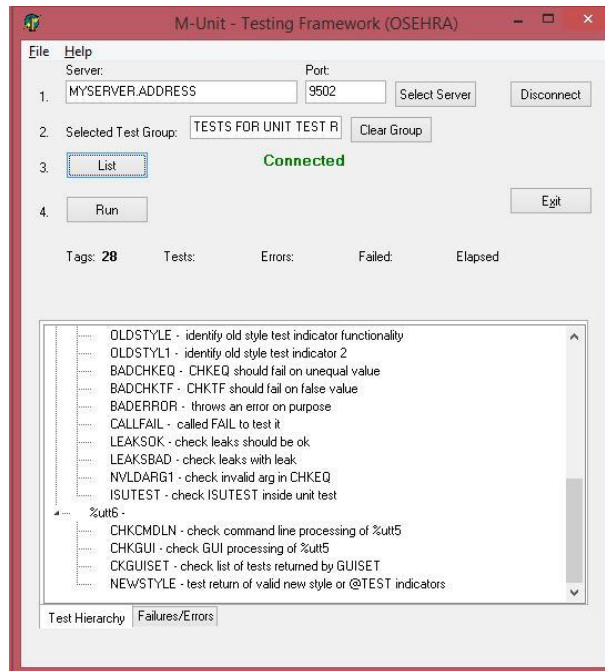 M-Unit - Testing Framework (OSEHRA)
File Help
Server: Port:
1. MYSERVER.ADDRESS 9502 Select Server Disconnect
2. Selected Test Group: TESTS FOR UNIT TEST R Clear Group
3. List Connected
Exit
4. Run
Tags: 28 Tests: Errors: Failed: Elapsed
OLDSTYLE - identify old style test indicator functionality
OLDSTYL1 - identify old style test indicator 2
BADCHKEQ - CHKEQ should fail on unequal value
BADCHKTF - CHKTF should fail on false value
BADERROR - throws an error on purpose
CALLFAIL - called FAIL to test it
LEAKSOK - check leaks should be ok
LEAKSBAD - check leaks with leak
NVLDARG1 - check invalid arg in CHKEQ
ISUTEST - check ISUTEST inside unit test
%utt6 -
CHKCMDLN - check command line processing of %utt5
CHKGUI - check GUI processing of %utt5
CKGUISET - check list of tests returned by GUISET
NEWSTYLE - test return of valid new style or @TEST indicators
Test Hierarchy Failures/Errors